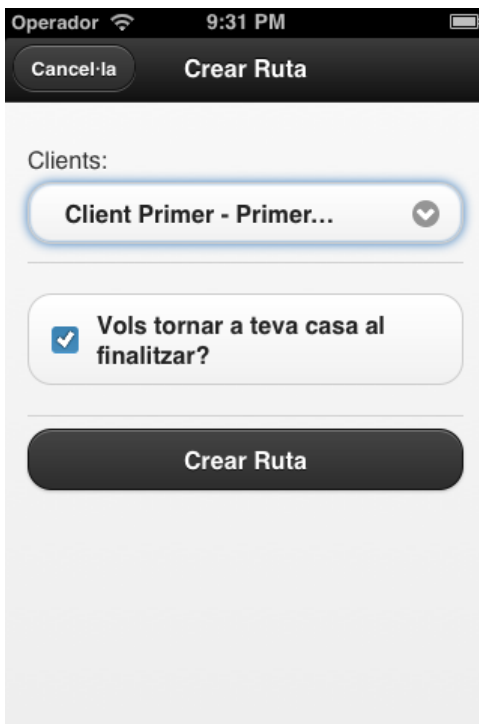 Operador 9:31 PM
Cancel·la Crear Ruta
Clients:
Client Primer - Primer...
Vols tornar a teva casa al
finalitzar?
Crear Ruta